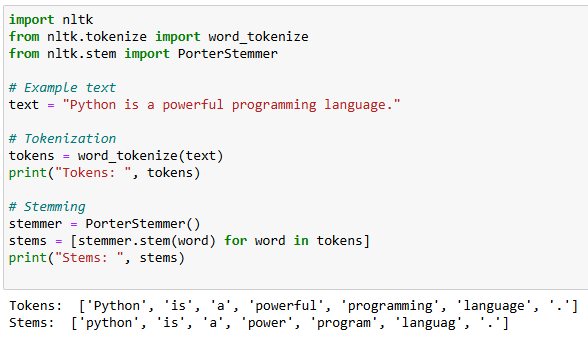 import nltk
from nltk.tokenize import word_tokenize
from nltk.stem import PorterStemmer
# Example text
text = "Python is a powerful programming language."
# Tokenization
tokens = word_tokenize(text)
print("Tokens: ", tokens)
# Stemming
stemmer = PorterStemmer()
stems = [stemmer.stem(word) for word in tokens]
print("Stems: ", stems)
Tokens:  ['Python', 'is', 'a', 'powerful', 'programming', 'language', '.']
Stems:  ['python', 'is', 'a', 'power', 'program', 'languag', '.']